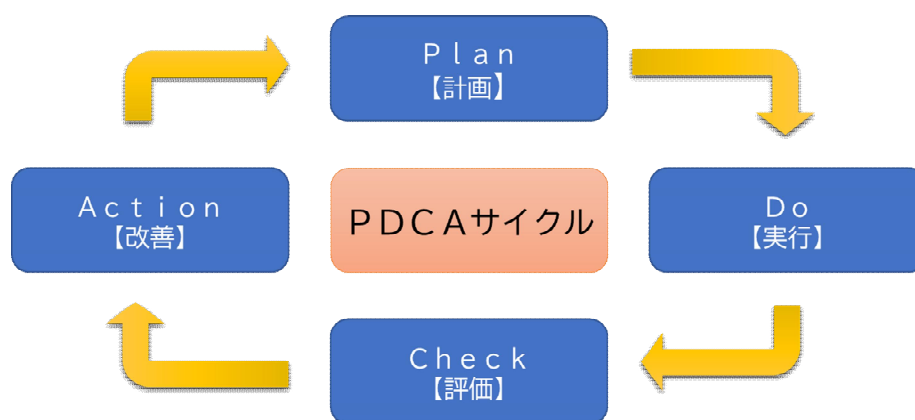 Ｐｌａｎ
【計画】
Ａｃｔｉｏｎ
【改善】
ＰＤＣＡサイクル
Ｄｏ
【実行】
Ｃｈｅｃｋ
【評価】